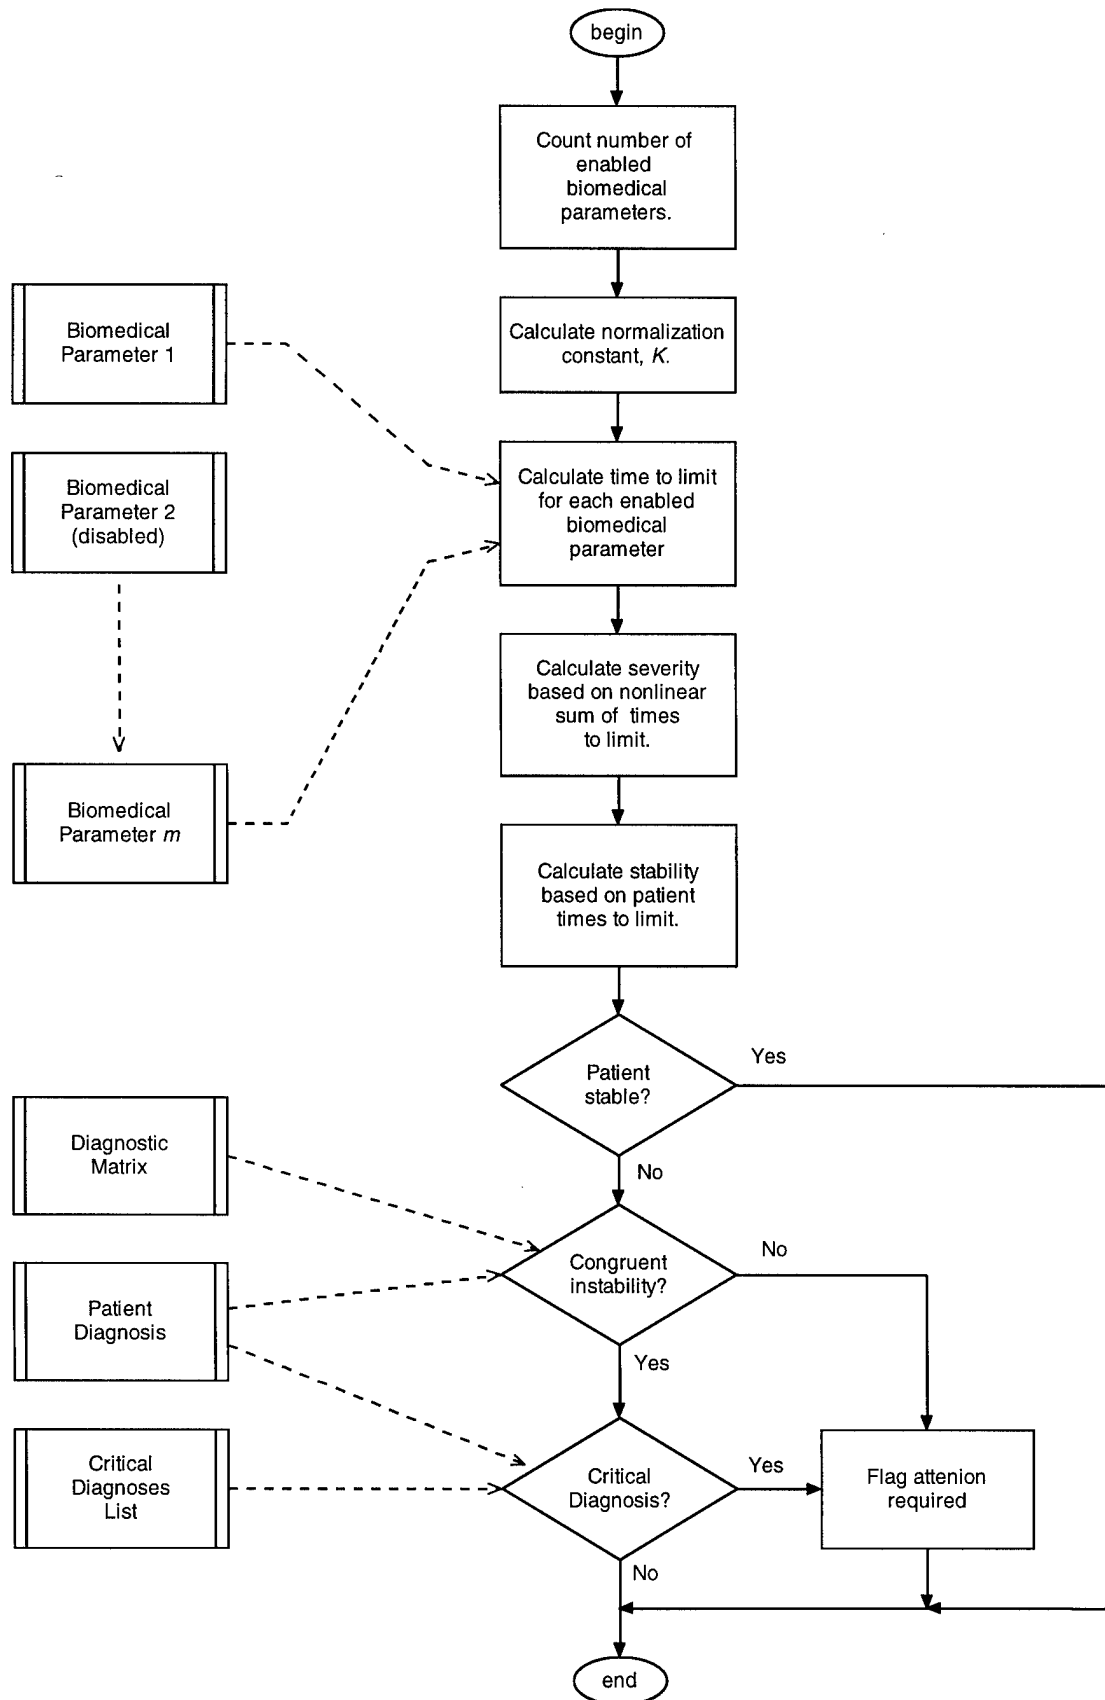 begin
Count number of
enabled
biomedical
parameters.
Biomedical
Parameter 1
Calculate normalization
constant, K.
Biomedical
Parameter 2
(disabled)
Calculate time to limit
for each enabled
biomedical
parameter
Calculate severity
based on nonlinear
sum of times
to limit.
Biomedical
Parameter m
Calculate stability
based on patient
times to limit.
Patient
stable?
Yes
No
Diagnostic
Matrix
Congruent
instability?
No
Yes
Patient
Diagnosis
Critical
Diagnoses
List
Critical
Diagnosis?
Yes
No
Flag attenion
required
end